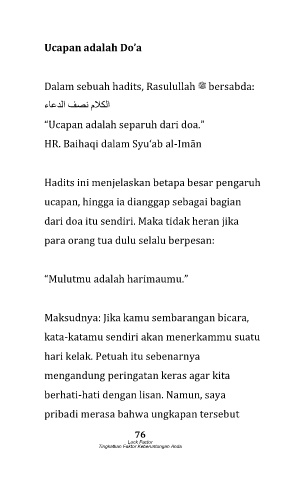 Ucapan adalah Do’a
Dalam sebuah hadits, Rasulullah ﷺ bersabda:
الكلام نصف الدعاء
“Ucapan adalah separuh dari doa.”
HR. Baihaqi dalam Syu‘ab al-Imān
Hadits ini menjelaskan betapa besar pengaruh
ucapan, hingga ia dianggap sebagai bagian
dari doa itu sendiri. Maka tidak heran jika
para orang tua dulu selalu berpesan:
“Mulutmu adalah harimaumu.”
Maksudnya: Jika kamu sembarangan bicara,
kata-katamu sendiri akan menerkammu suatu
hari kelak. Petuah itu sebenarnya
mengandung peringatan keras agar kita
berhati-hati dengan lisan. Namun, saya
pribadi merasa bahwa ungkapan tersebut
76
Luck Factor
Tingkatkan Faktor Keberuntungan Anda